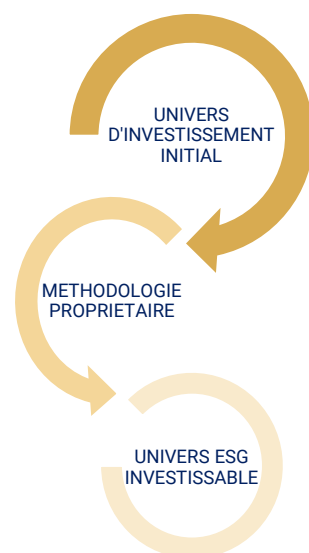 UNIVERS
D'INVESTISSEMENT
INITIAL
METHODOLOGIE
PROPRIETAIRE
UNIVERS ESG
INVESTISSABLE